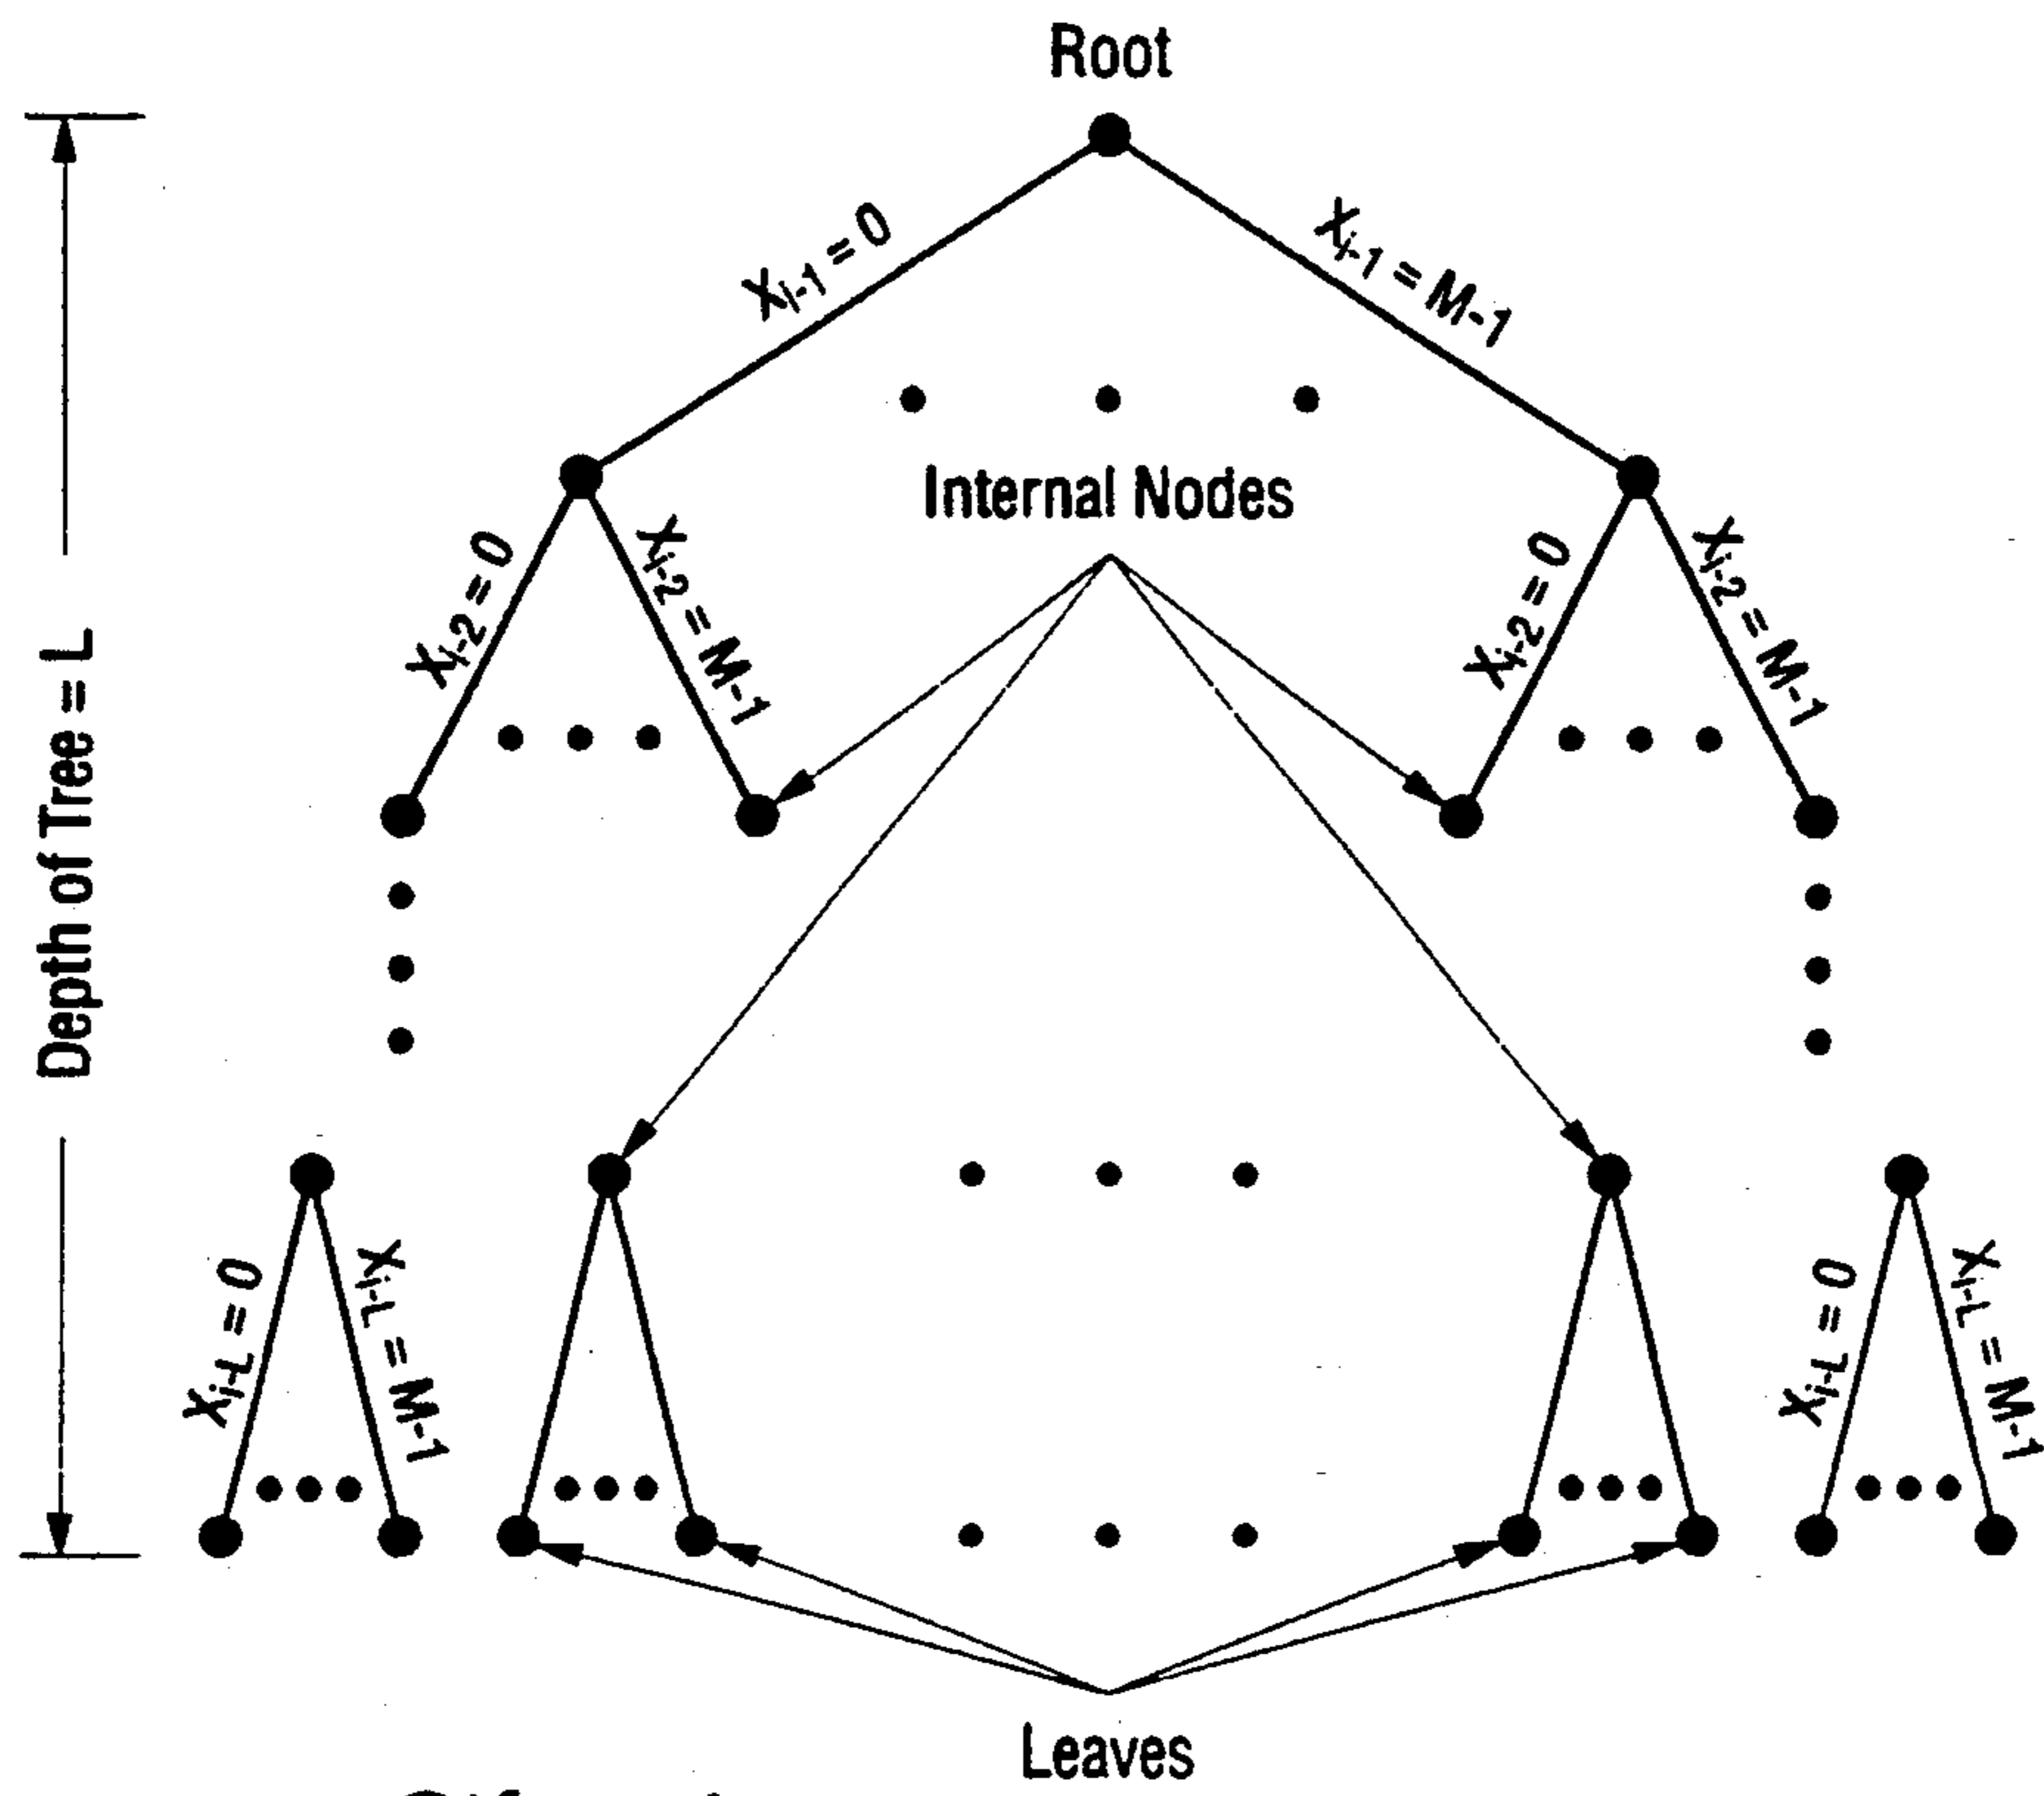 Root
X_{i-1} = 0
X_{i-1} = M-1
Internal Nodes
X_{i-2} = 0
X_{i-2} = M-1
X_{i-2} = 0
X_{i-2} = M-1
Depth of Tree = L
X_{i-L} = 0
X_{i-L} = M-1
X_{i-L} = 0
X_{i-L} = M-1
Leaves